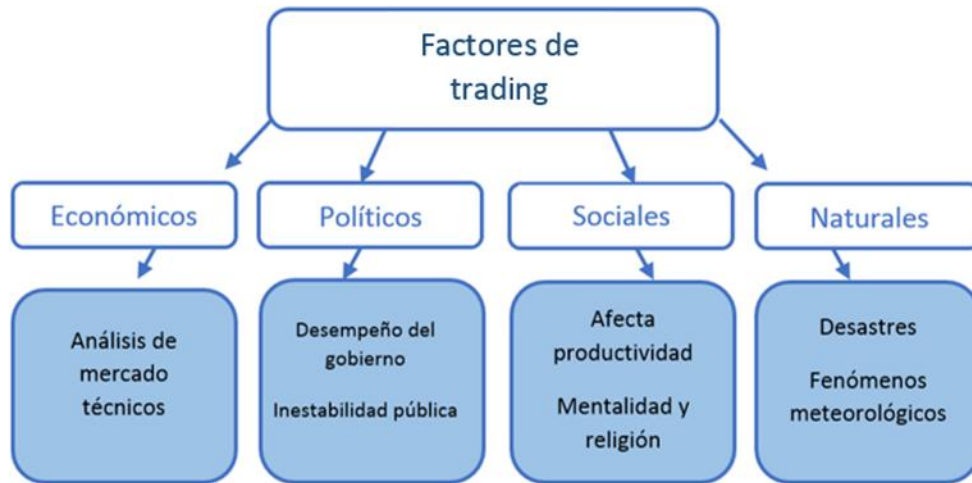 Factores de
trading
Económicos
Políticos
Sociales
Naturales
Análisis de
mercado
técnicos
Desempeño del
gobierno
Inestabilidad pública
Afecta
productividad
Mentalidad y
religión
Desastres
Fenómenos
meteorológicos